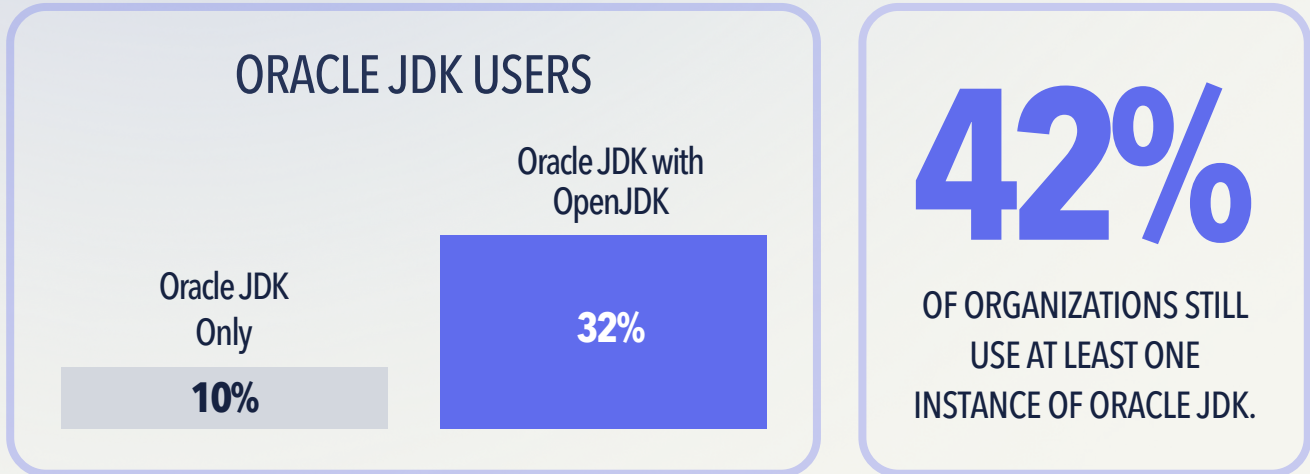 ORACLE JDK USERS
Oracle JDK
Only
10%
Oracle JDK with
OpenJDK
32%
42%
OF ORGANIZATIONS STILL
USE AT LEAST ONE
INSTANCE OF ORACLE JDK.